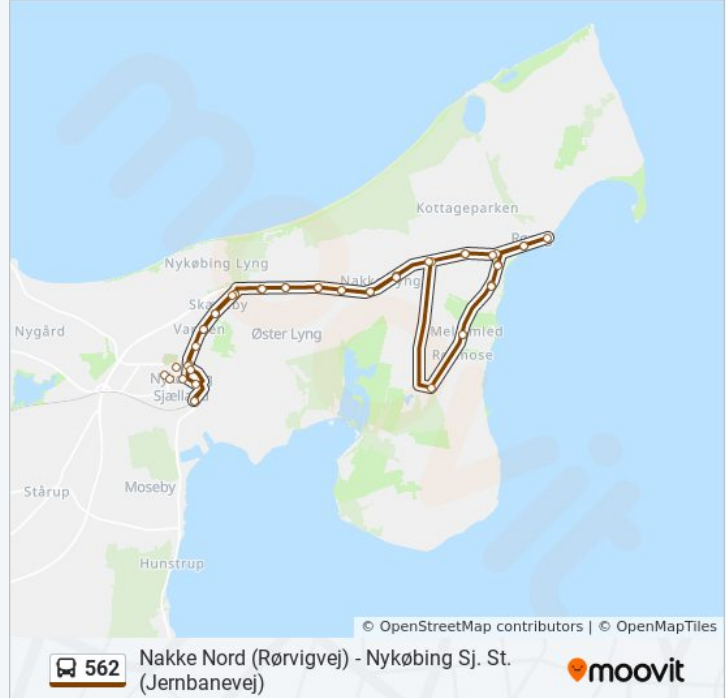 Kottageparken
Nykøbing Lyng
Nygård
Øster Lyng
Stårup
Moseby
Hunstrup
© OpenStreetMap contributors | © OpenMapTiles
562
Nakke Nord (Rørvigvej) - Nykøbing Sj. St.
(Jernbanevej)
moovit